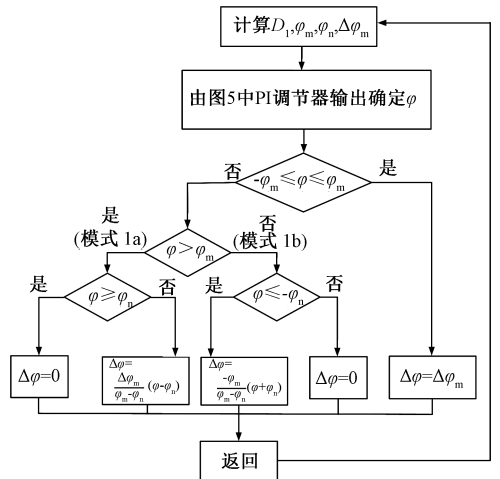 计算D₁,φₘ,φₙ,Δφₘ
由图5中PI调节器输出确定φ
-φₘ≤φ≤φₘ
否
是
是
(模式 1a)
φ>φₘ
否
(模式 1b)
是
φ≥φₙ
否
是
φ≤-φₙ
否
Δφ=0
Δφ=
Δφₘ/(φₘ-φₙ) (φ-φₙ)
Δφ=
-φₘ/(φₘ-φₙ) (φ+φₙ)
Δφ=0
Δφ=Δφₘ
返回